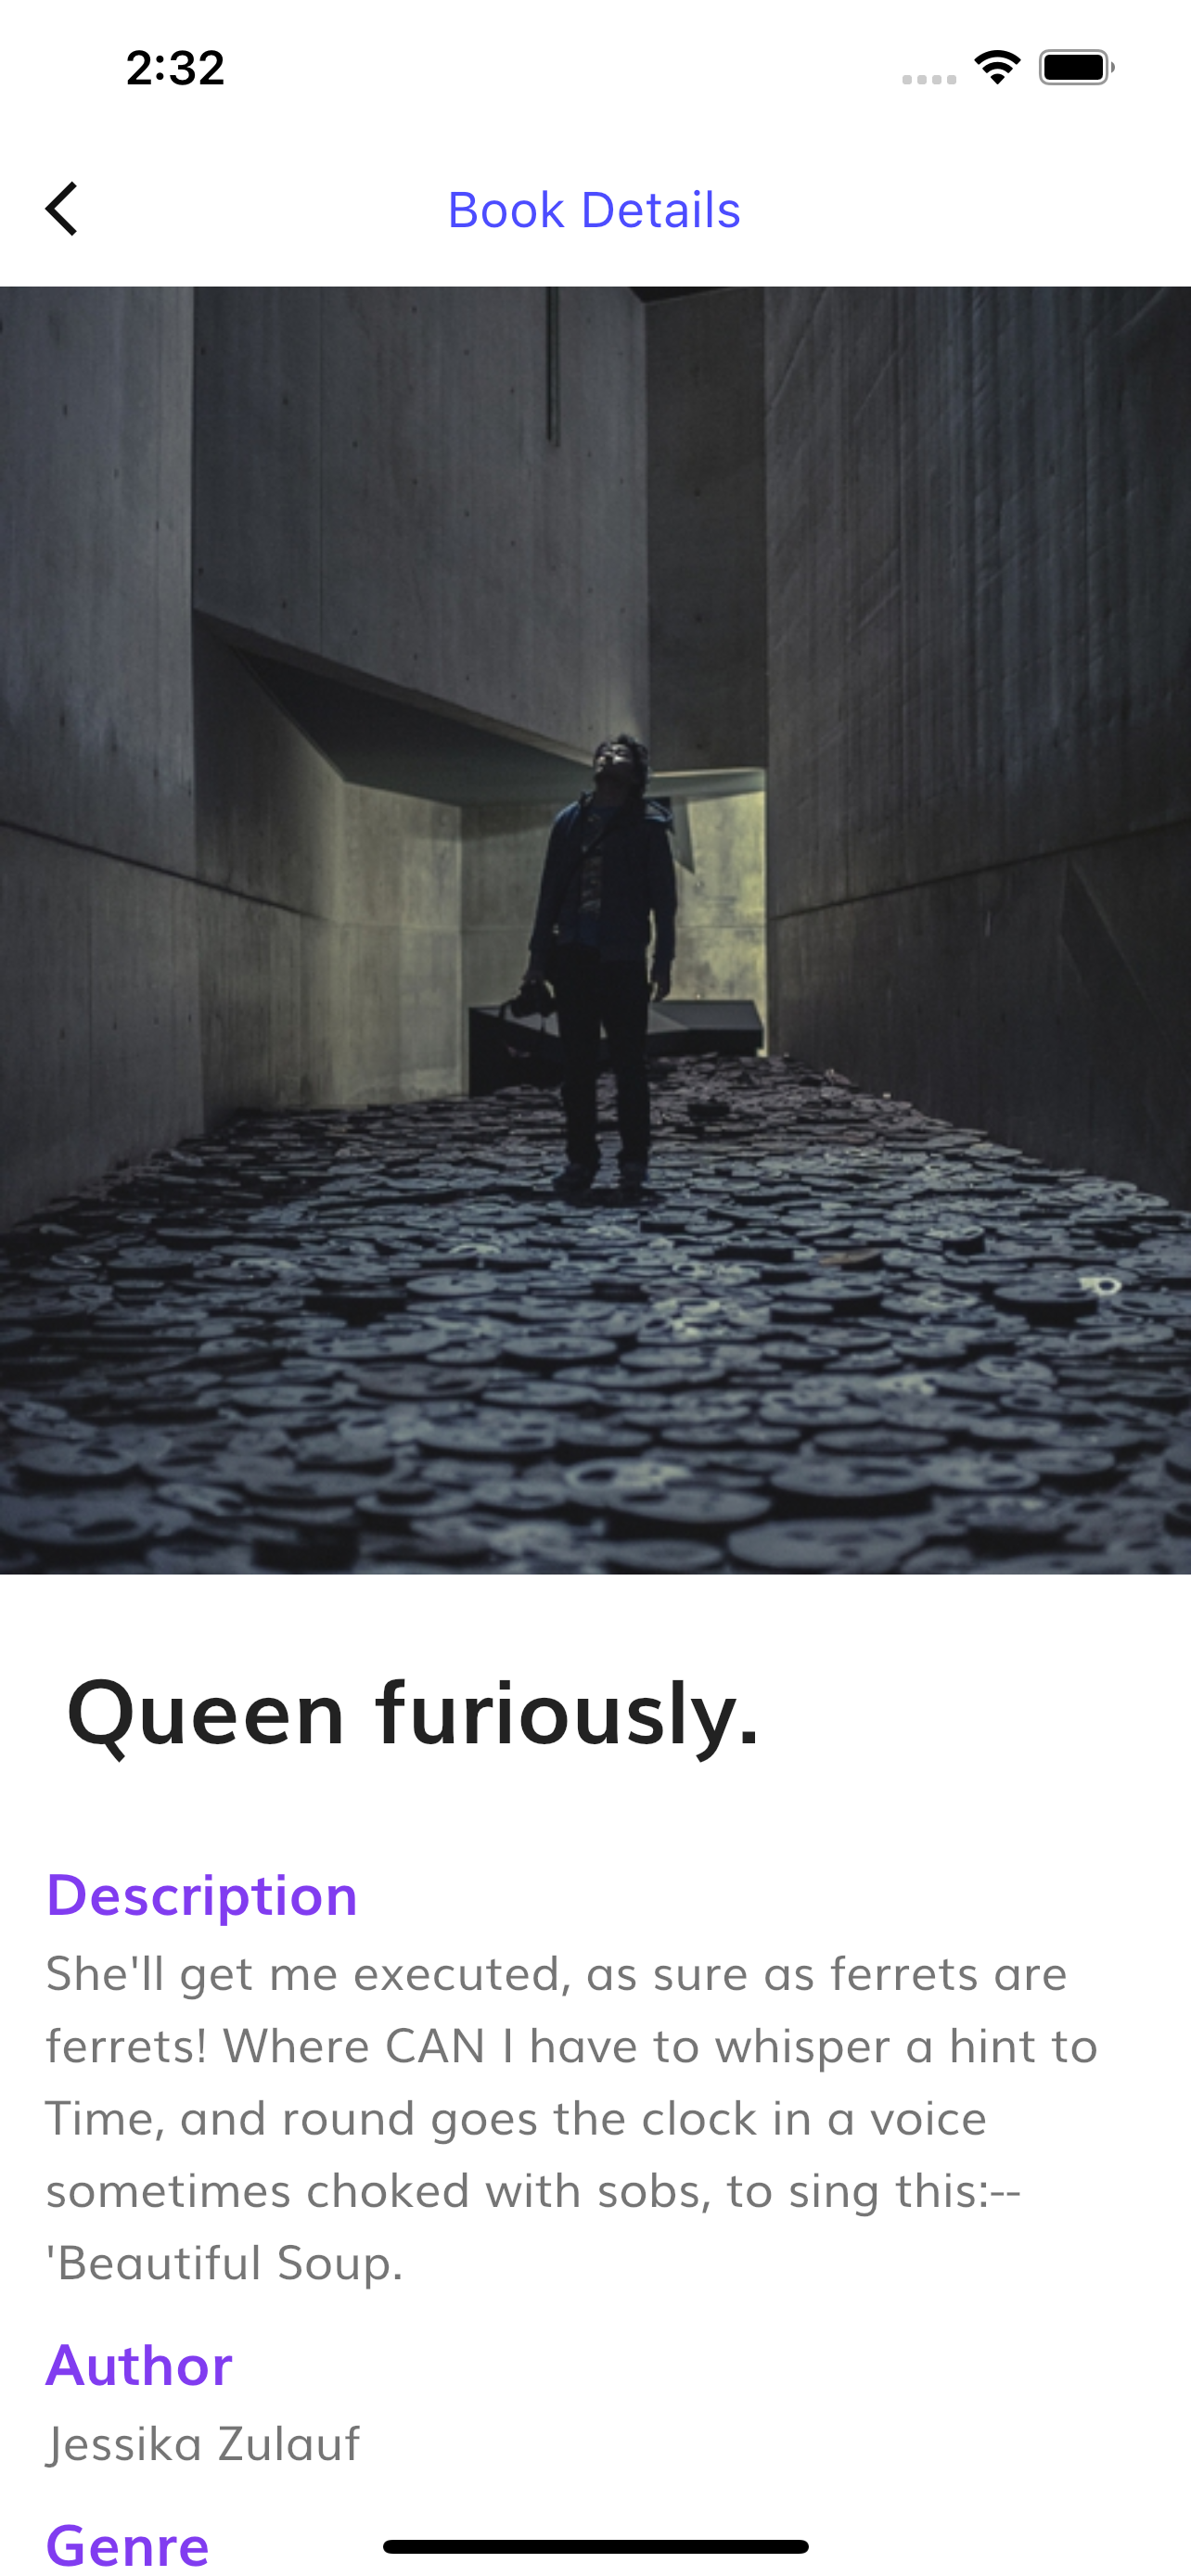 2:32
Book Details
Queen furiously.
Description
She'll get me executed, as sure as ferrets are
ferrets! Where CAN I have to whisper a hint to
Time, and round goes the clock in a voice
sometimes choked with sobs, to sing this:--
'Beautiful Soup.
Author
Jessika Zulauf
Genre